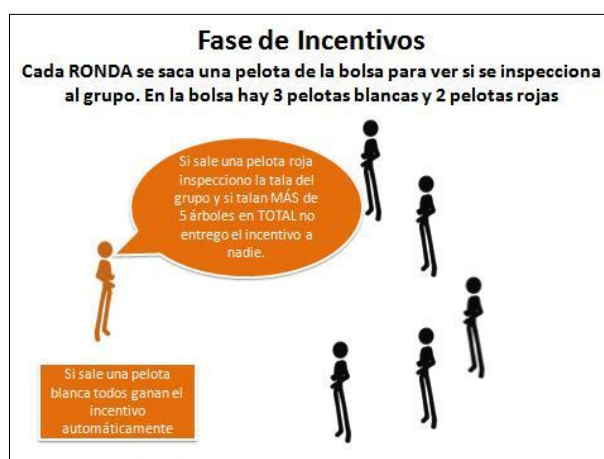 Fase de Incentivos
Cada RONDA se saca una pelota de la bolsa para ver si se inspecciona
al grupo. En la bolsa hay 3 pelotas blancas y 2 pelotas rojas
Si sale una pelota roja
inspecciono la tala del
grupo y si talan MÁS de
5 árboles en TOTAL no
entrego el incentivo a
nadie.
Si sale una pelota
blanca todos ganan el
incentivo
automáticamente